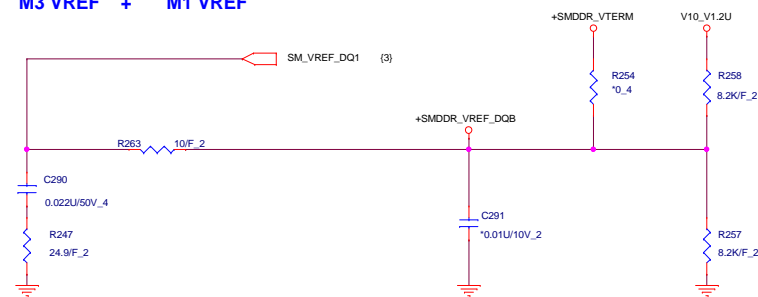 M3 VREF + M1 VREF
+SMDDR_VTERM V10_V1.2U
SM_VREF_DQ1 {3}
R254
*0_4
R258
8.2K/F_2
+SMDDR_VREF_DQB
R263 10/F_2
C290
0.022U/50V_4
C291
*0.01U/10V_2
R247
24.9/F_2
R257
8.2K/F_2